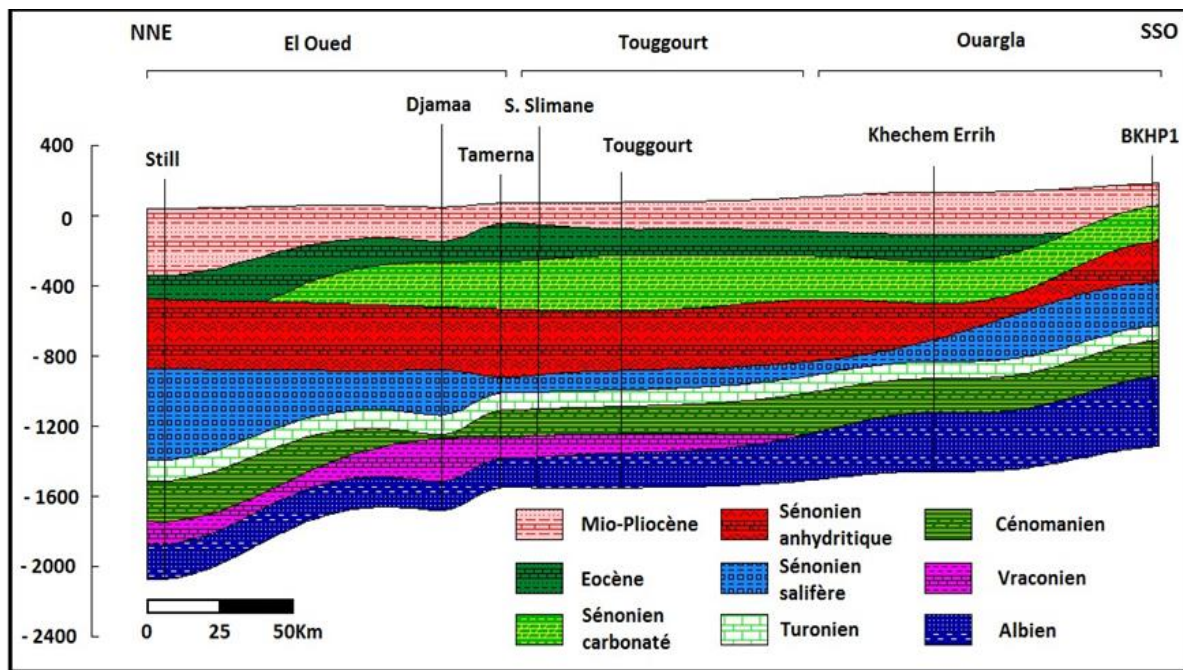 NNE
SSO
El Oued
Touggourt
Ouargla
Djamaa
S. Slimane
Still
Tamerna
Touggourt
Khechem Errih
BKHP1
400
0
- 400
- 800
- 1200
- 1600
- 2000
- 2400
Mio-Pliocène
Sénonien
anhydritique
Cénomanien
Eocène
Sénonien
salifère
Vraconien
Sénonien
carbonaté
Turonien
Albien
0
25
50Km